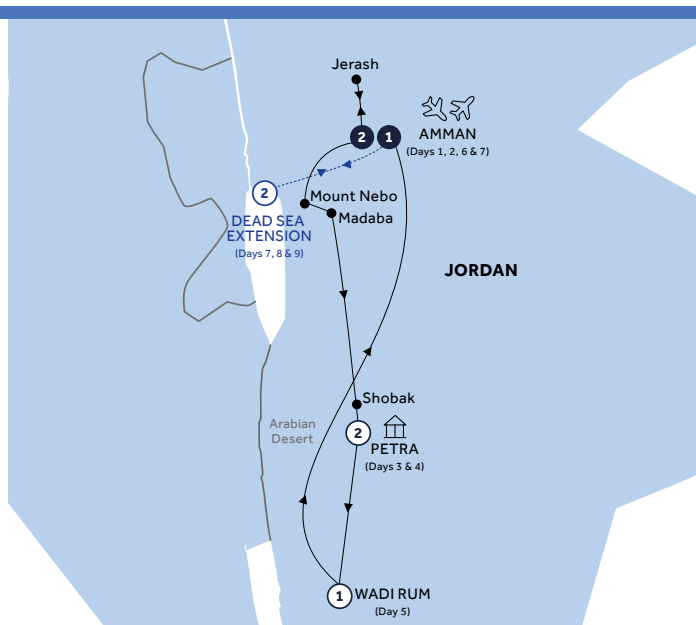 Jerash
2
1
AMMAN
(Days 1, 2, 6 & 7)
2
Mount Nebo
Madaba
DEAD SEA
EXTENSION
(Days 7, 8 & 9)
JORDAN
Shobak
Arabian
Desert
2
PETRA
(Days 3 & 4)
1
WADI RUM
(Day 5)